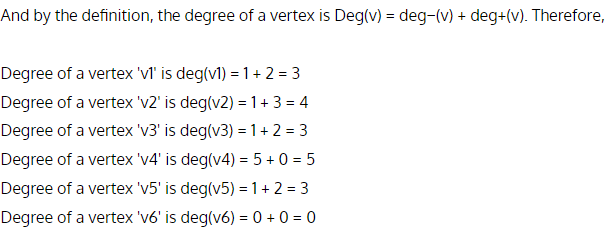 And by the definition, the degree of a vertex is Deg(v) = deg−(v) + deg+(v). Therefore,
Degree of a vertex 'v1' is deg(v1) = 1 + 2 = 3
Degree of a vertex 'v2' is deg(v2) = 1 + 3 = 4
Degree of a vertex 'v3' is deg(v3) = 1 + 2 = 3
Degree of a vertex 'v4' is deg(v4) = 5 + 0 = 5
Degree of a vertex 'v5' is deg(v5) = 1 + 2 = 3
Degree of a vertex 'v6' is deg(v6) = 0 + 0 = 0